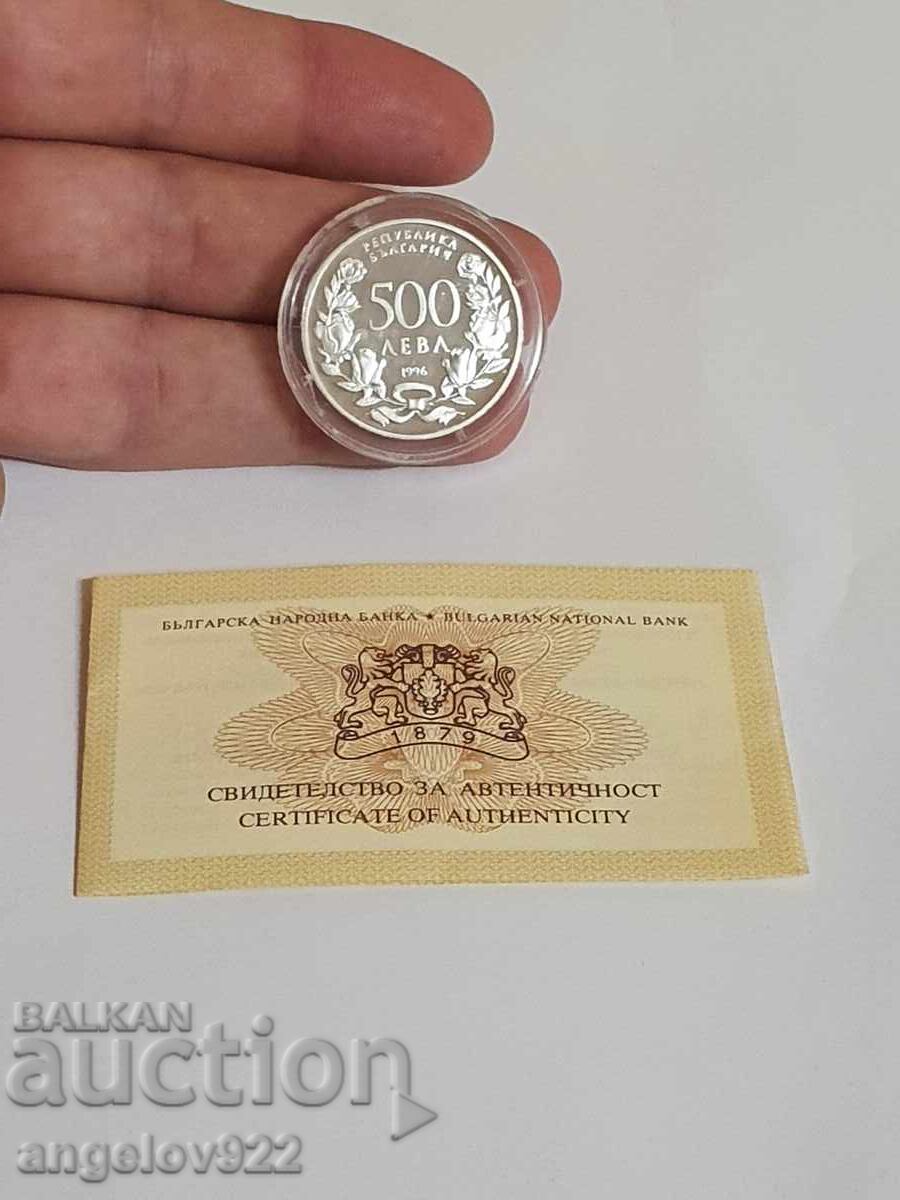 РЕПУБЛИКА
БЪЛГАРИЯ
500
ЛЕВА
1996
БЪЛГАРСКА НАРОДНА БАНКА ★ BULGARIAN NATIONAL BANK
1879
СВИДЕТЕЛСТВО ЗА АВТЕНТИЧНОСТ
CERTIFICATE OF AUTHENTICITY
BALKAN
auction
angelov922